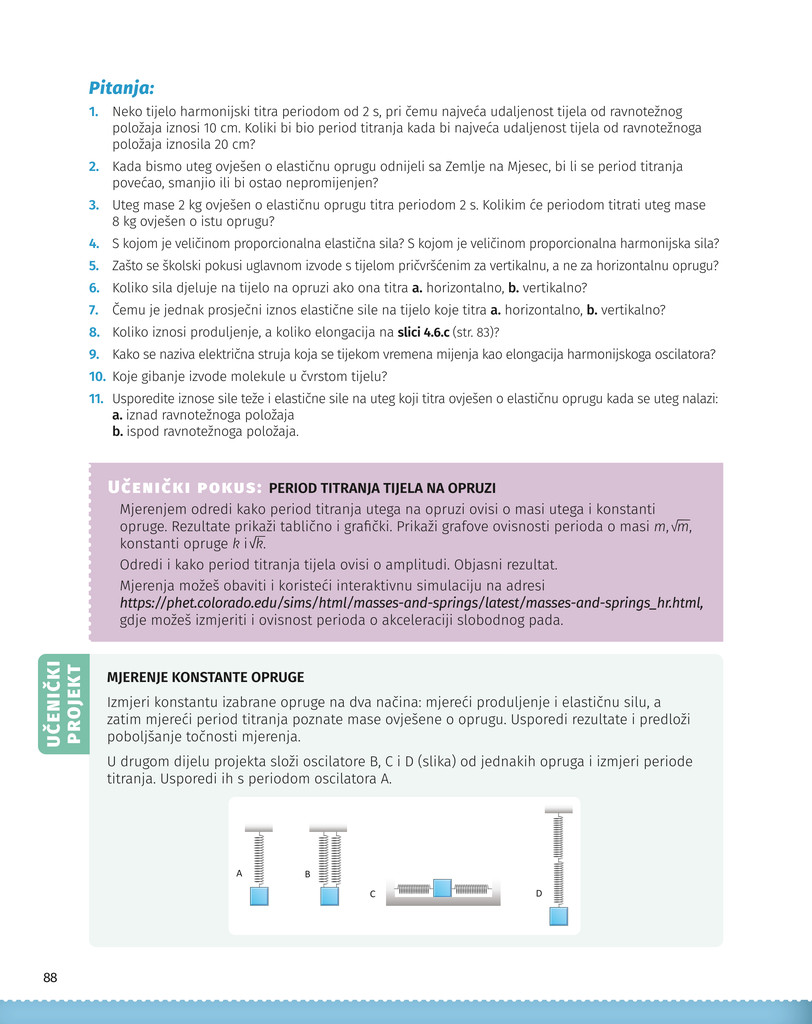 Pitanja:
1. Neko tijelo harmonijski titra periodom od 2 s, pri čemu najveća udaljenost tijela od ravnotežnog
položaja iznosi 10 cm. Koliki bi bio period titranja kada bi najveća udaljenost tijela od ravnotežnoga
položaja iznosila 20 cm?
2. Kada bismo uteg ovješen o elastičnu oprugu odnijeli sa Zemlje na Mjesec, bi li se period titranja
povećao, smanjio ili bi ostao nepromijenjen?
3. Uteg mase 2 kg ovješen o elastičnu oprugu titra periodom 2 s. Kolikim će periodom titrati uteg mase
8 kg ovješen o istu oprugu?
4. S kojom je veličinom proporcionalna elastična sila? S kojom je veličinom proporcionalna harmonijska sila?
5. Zašto se školski pokusi uglavnom izvode s tijelom pričvršćenim za vertikalnu, a ne za horizontalnu oprugu?
6. Koliko sila djeluje na tijelo na opruzi ako ona titra a. horizontalno, b. vertikalno?
7. Čemu je jednak prosječni iznos elastične sile na tijelo koje titra a. horizontalno, b. vertikalno?
8. Koliko iznosi produljenje, a koliko elongacija na slici 4.6.c (str. 83)?
9. Kako se naziva električna struja koja se tijekom vremena mijenja kao elongacija harmonijskoga oscilatora?
10. Koje gibanje izvode molekule u čvrstom tijelu?
11. Usporedite iznose sile teže i elastične sile na uteg koji titra ovješen o elastičnu oprugu kada se uteg nalazi:
a. iznad ravnotežnoga položaja
b. ispod ravnotežnoga položaja.
Učenički pokus: PERIOD TITRANJA TIJELA NA OPRUZI
Mjerenjem odredi kako period titranja utega na opruzi ovisi o masi utega i konstanti
opruge. Rezultate prikaži tablično i grafički. Prikaži grafove ovisnosti perioda o masi m, √m,
konstanti opruge k i √k.
Odredi i kako period titranja tijela ovisi o amplitudi. Objasni rezultat.
Mjerenja možeš obaviti i koristeći interaktivnu simulaciju na adresi
https://phet.colorado.edu/sims/html/masses-and-springs/latest/masses-and-springs_hr.html,
gdje možeš izmjeriti i ovisnost perioda o akceleraciji slobodnog pada.
UČENIČKI
PROJEKT
MJERENJE KONSTANTE OPRUGE
Izmjeri konstantu izabrane opruge na dva načina: mjereći produljenje i elastičnu silu, a
zatim mjereći period titranja poznate mase ovješene o oprugu. Usporedi rezultate i predloži
poboljšanje točnosti mjerenja.
U drugom dijelu projekta složi oscilatore B, C i D (slika) od jednakih opruga i izmjeri periode
titranja. Usporedi ih s periodom oscilatora A.
A
B
C
D
88